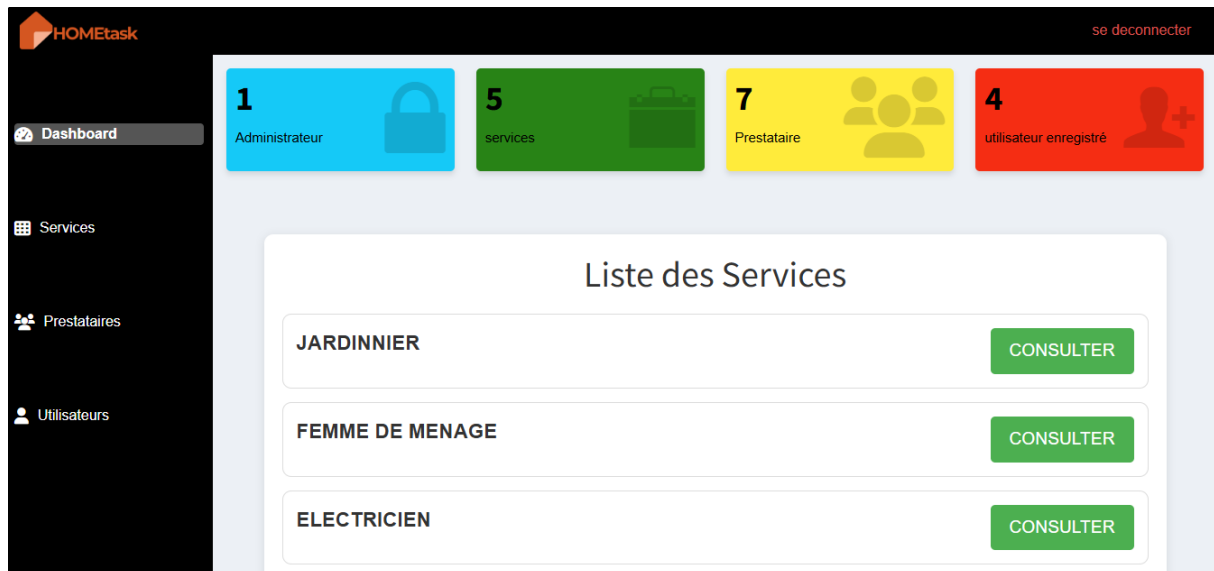 HOMEtask
se deconnecter
1
Administrateur
5
services
7
Prestataire
4
utilisateur enregistré
Dashboard
Services
Prestataires
Utilisateurs
Liste des Services
JARDINNIER
CONSULTER
FEMME DE MENAGE
CONSULTER
ELECTRICIEN
CONSULTER